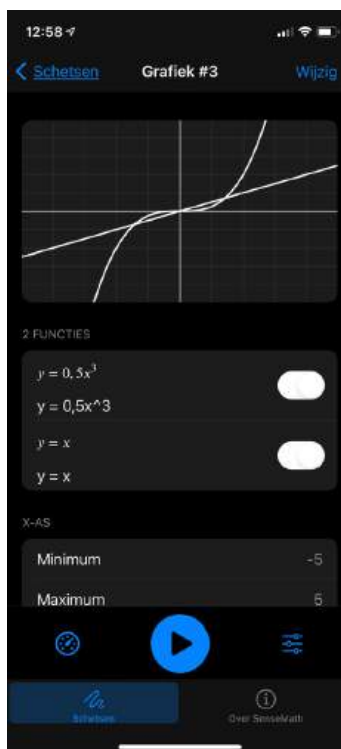 12:58
Schetsen
Grafiek #3
Wijzig
2 FUNCTIES
y = 0,5x³
y = 0,5x^3
y = x
y = x
X-AS
Minimum -5
Maximum 5
Schetsen
Over SenseMath